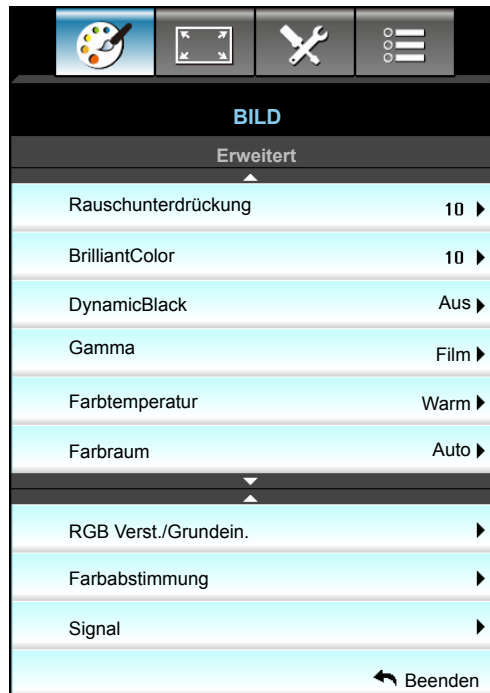 BILD
Erweitert
Rauschunterdrückung 10
BrilliantColor 10
DynamicBlack Aus
Gamma Film
Farbtemperatur Warm
Farbraum Auto
RGB Verst./Grundein.
Farbabstimmung
Signal
Beenden